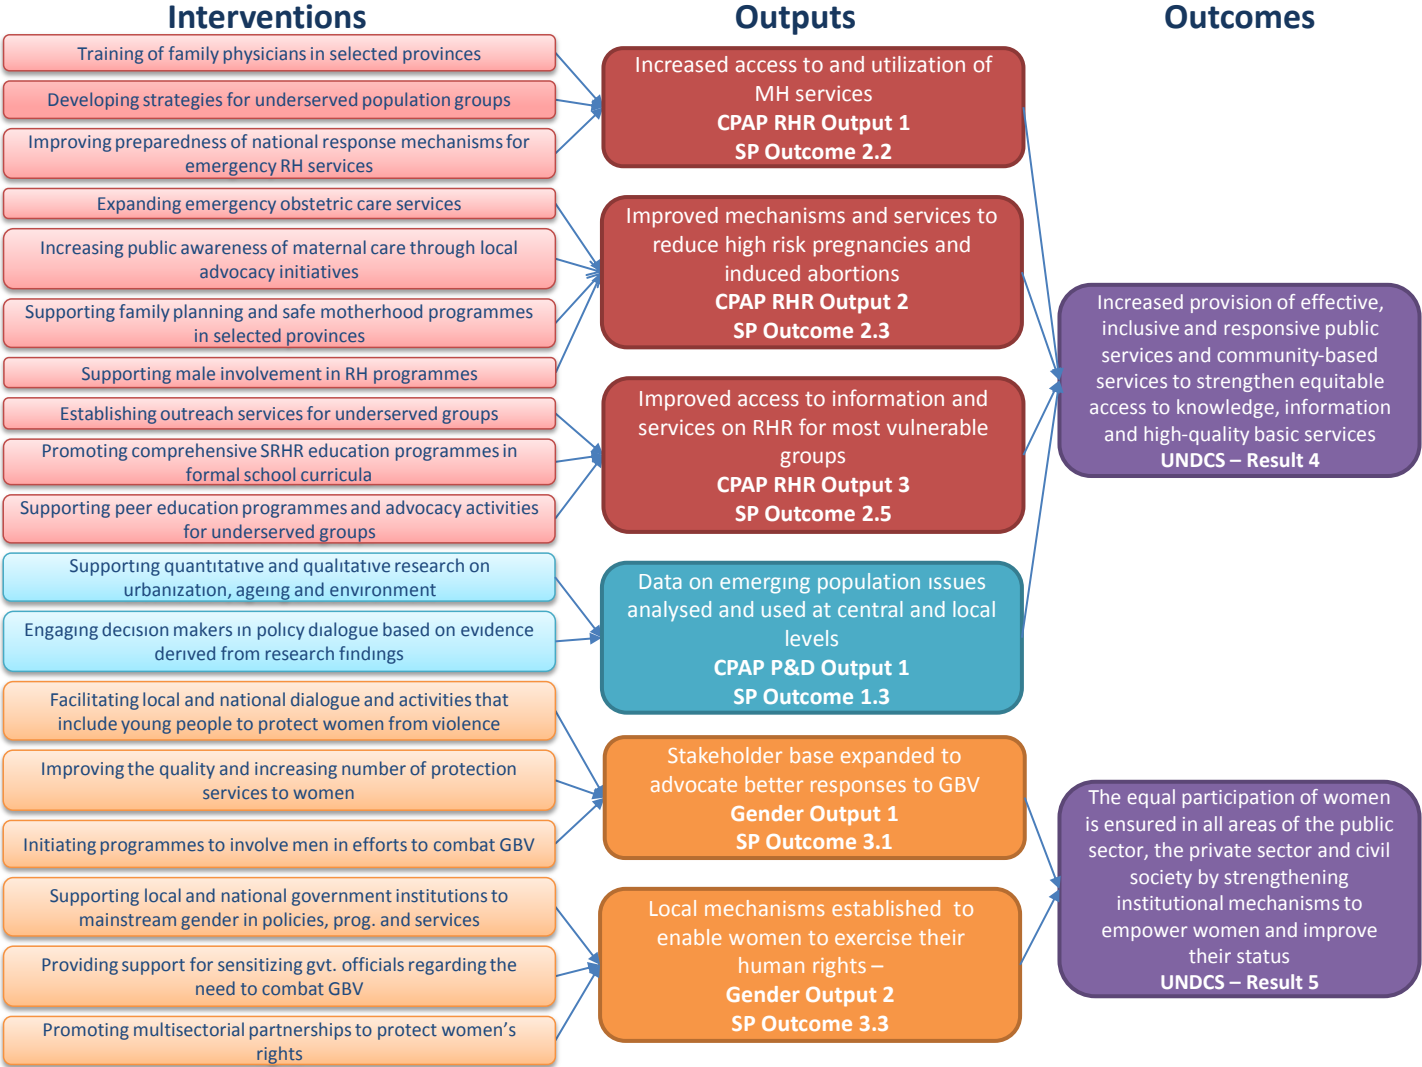 Interventions
Outputs
Outcomes
Training of family physicians in selected provinces
Developing strategies for underserved population groups
Improving preparedness of national response mechanisms for
emergency RH services
Expanding emergency obstetric care services
Increasing public awareness of maternal care through local
advocacy initiatives
Supporting family planning and safe motherhood programmes
in selected provinces
Supporting male involvement in RH programmes
Establishing outreach services for underserved groups
Promoting comprehensive SRHR education programmes in
formal school curricula
Supporting peer education programmes and advocacy activities
for underserved groups
Supporting quantitative and qualitative research on
urbanization, ageing and environment
Engaging decision makers in policy dialogue based on evidence
derived from research findings
Facilitating local and national dialogue and activities that
include young people to protect women from violence
Improving the quality and increasing number of protection
services to women
Initiating programmes to involve men in efforts to combat GBV
Supporting local and national government institutions to
mainstream gender in policies, prog. and services
Providing support for sensitizing gvt. officials regarding the
need to combat GBV
Promoting multisectorial partnerships to protect women's
rights
Increased access to and utilization of
MH services
CPAP RHR Output 1
SP Outcome 2.2
Improved mechanisms and services to
reduce high risk pregnancies and
induced abortions
CPAP RHR Output 2
SP Outcome 2.3
Improved access to information and
services on RHR for most vulnerable
groups
CPAP RHR Output 3
SP Outcome 2.5
Data on emerging population issues
analysed and used at central and local
levels
CPAP P&D Output 1
SP Outcome 1.3
Stakeholder base expanded to
advocate better responses to GBV
Gender Output 1
SP Outcome 3.1
Local mechanisms established to
enable women to exercise their
human rights –
Gender Output 2
SP Outcome 3.3
Increased provision of effective,
inclusive and responsive public
services and community-based
services to strengthen equitable
access to knowledge, information
and high-quality basic services
UNDCS – Result 4
The equal participation of women
is ensured in all areas of the public
sector, the private sector and civil
society by strengthening
institutional mechanisms to
empower women and improve
their status
UNDCS – Result 5